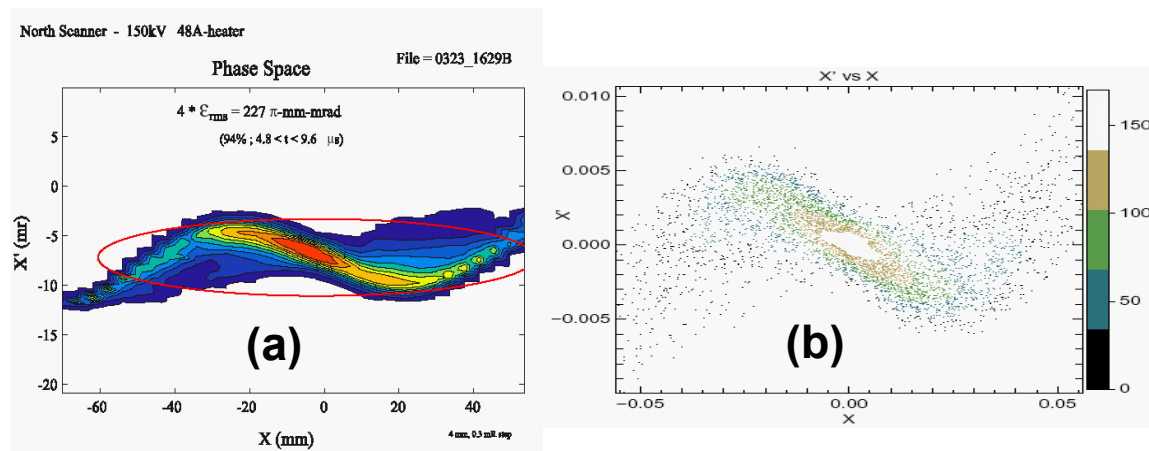 North Scanner - 150kV 48A-heater
File = 0323_1629B
Phase Space
4 * Ɛrms = 227 π-mm-mrad
(94% ; 4.8 < t < 9.6 μs)
X' (mr)
5
0
-5
-10
-15
-20
(a)
-60
-40
-20
0
20
40
X (mm)
4 mm, 0.3 mR step
X' vs X
0.010
0.005
0.000
−0.005
X'
−0.05
0.00
0.05
X
(b)
150
100
50
0